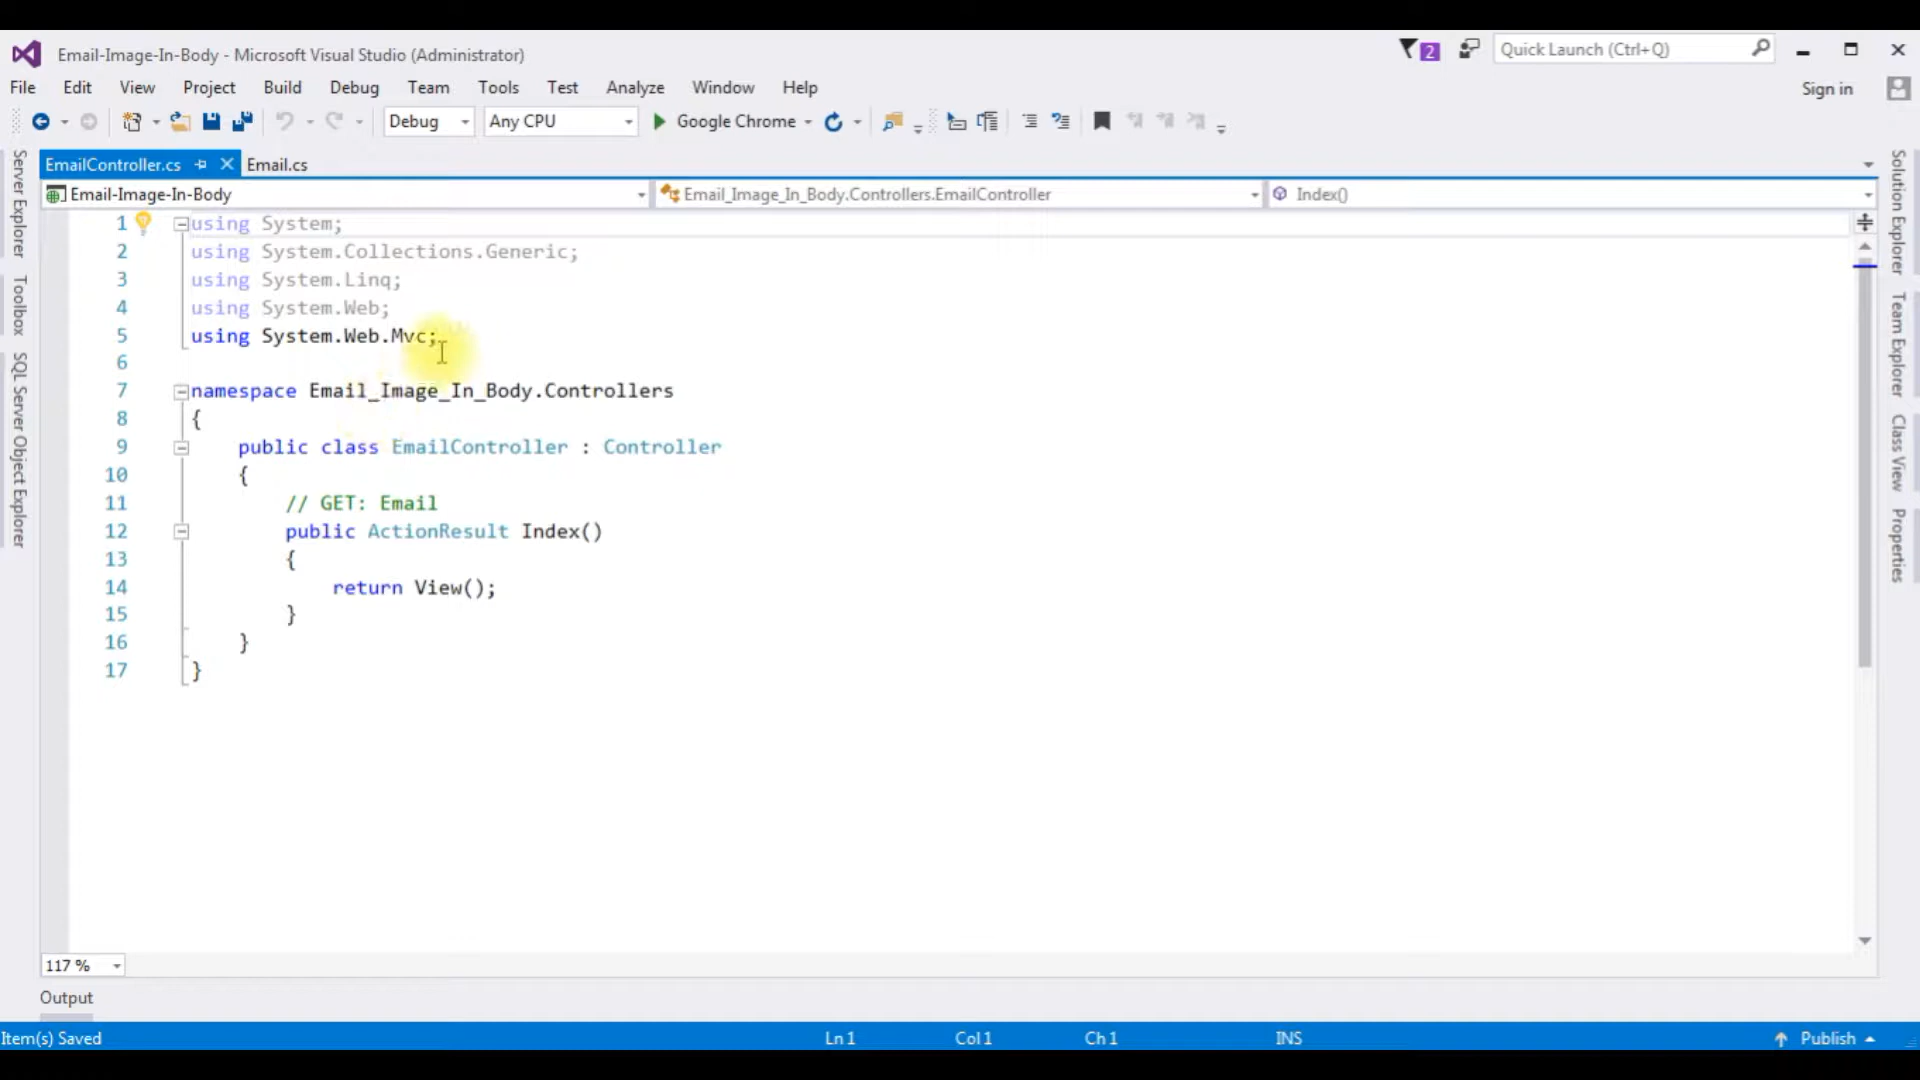 Email-Image-In-Body - Microsoft Visual Studio (Administrator)
2
Quick Launch (Ctrl+Q)
File Edit View Project Build Debug Team Tools Test Analyze Window Help
Sign in
Debug Any CPU Google Chrome
EmailController.cs Email.cs
Email-Image-In-Body Email_Image_In_Body.Controllers.EmailController Index()
1 using System;
2 using System.Collections.Generic;
3 using System.Linq;
4 using System.Web;
5 using System.Web.Mvc;
6
7 namespace Email_Image_In_Body.Controllers
8 {
9 public class EmailController : Controller
10 {
11 // GET: Email
12 public ActionResult Index()
13 {
14 return View();
15 }
16 }
17 }
Server Explorer
Toolbox
SQL Server Object Explorer
Solution Explorer
Team Explorer
Class View
Properties
117 %
Output
Item(s) Saved Ln 1 Col 1 Ch 1 INS Publish